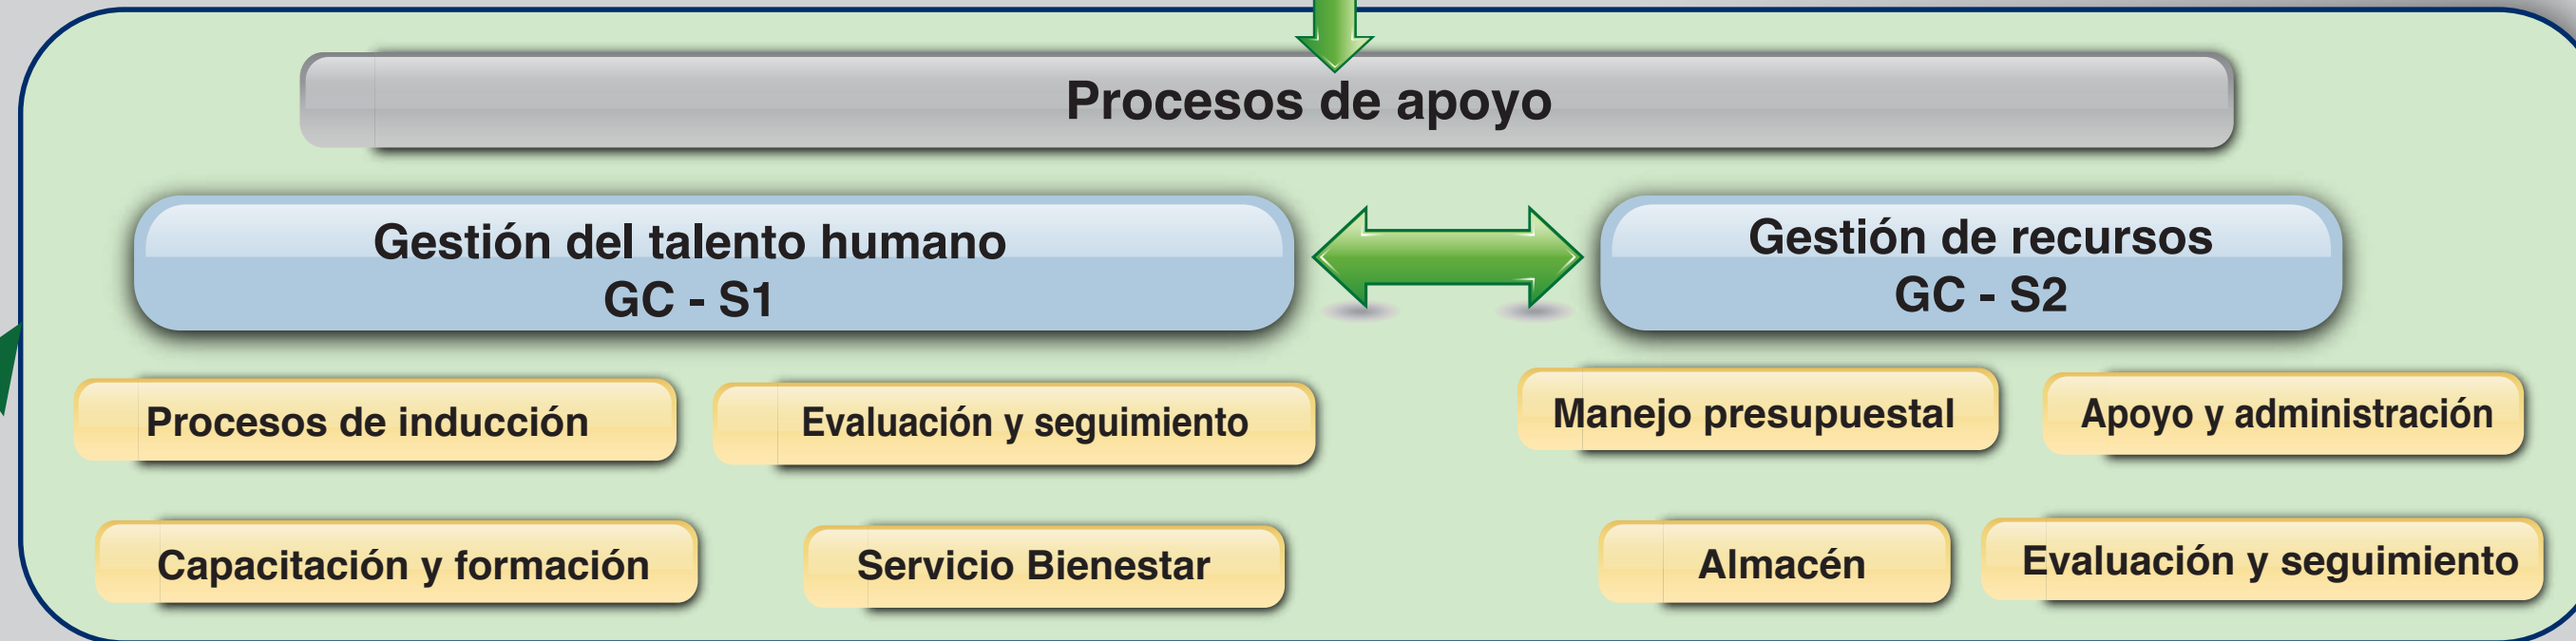 Procesos de apoyo
Gestión del talento humano
GC - S1
Gestión de recursos
GC - S2
Procesos de inducción
Evaluación y seguimiento
Manejo presupuestal
Apoyo y administración
Capacitación y formación
Servicio Bienestar
Almacén
Evaluación y seguimiento